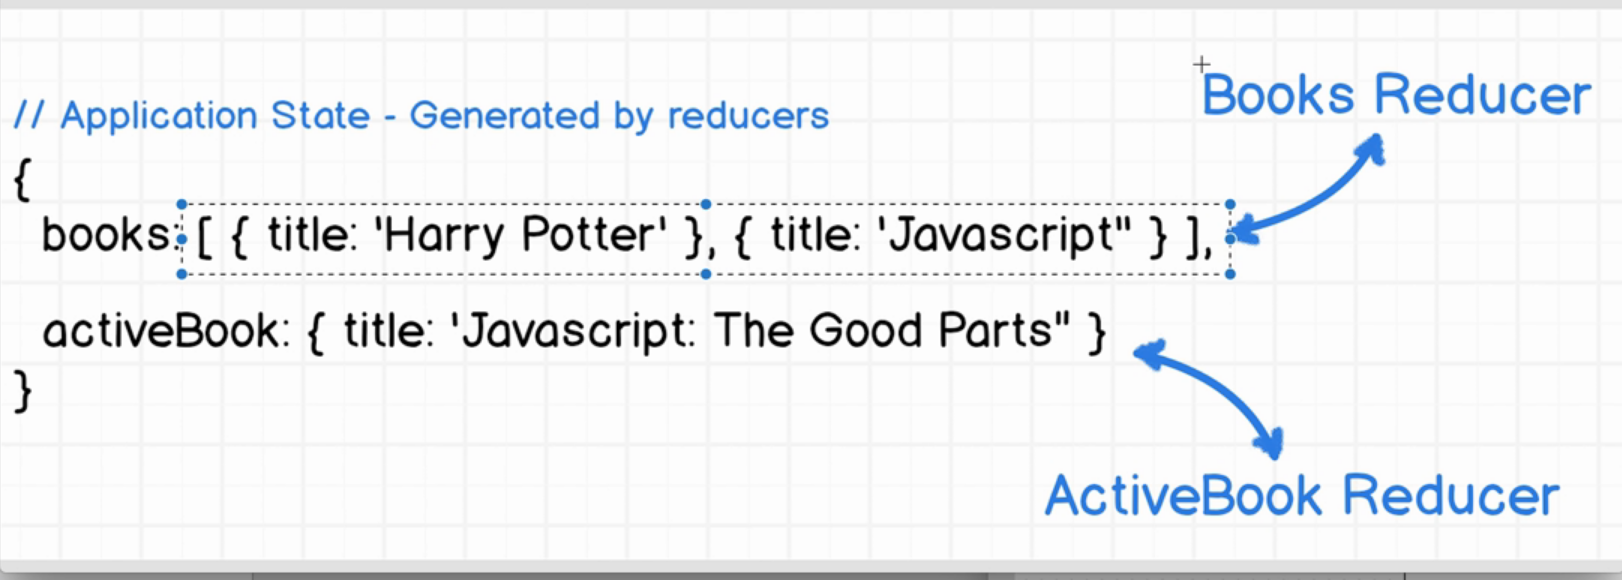 Books Reducer
// Application State - Generated by reducers
{
books: [ { title: 'Harry Potter' }, { title: 'Javascript" } ],
activeBook: { title: 'Javascript: The Good Parts" }
}
ActiveBook Reducer